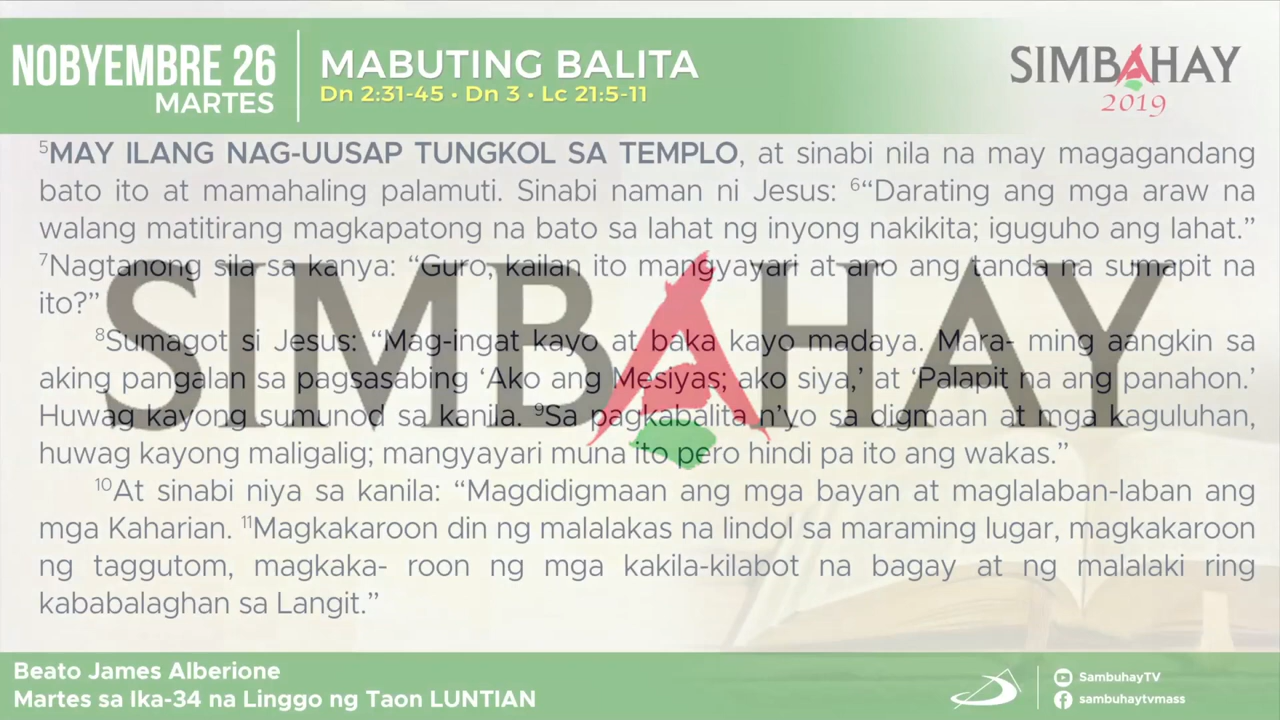 NOBYEMBRE 26
MARTES
MABUTING BALITA
Dn 2:31-45 • Dn 3 • Lc 21:5-11
SIMBAHAY
2019
5MAY ILANG NAG-UUSAP TUNGKOL SA TEMPLO, at sinabi nila na may magagandang
bato ito at mamahaling palamuti. Sinabi naman ni Jesus: 6“Darating ang mga araw na
walang matitirang magkapatong na bato sa lahat ng inyong nakikita; iguguho ang lahat.”
7Nagtanong sila sa kanya: “Guro, kailan ito mangyayari at ano ang tanda na sumapit na
ito?”
8Sumagot si Jesus: “Mag-ingat kayo at baka kayo madaya. Mara- ming aangkin sa
aking pangalan sa pagsasabing ‘Ako ang Mesiyas; ako siya,’ at ‘Palapit na ang panahon.’
Huwag kayong sumunod sa kanila. 9Sa pagkabalita n’yo sa digmaan at mga kaguluhan,
huwag kayong maligalig; mangyayari muna ito pero hindi pa ito ang wakas.”
10At sinabi niya sa kanila: “Magdidigmaan ang mga bayan at maglalaban-laban ang
mga Kaharian. 11Magkakaroon din ng malalakas na lindol sa maraming lugar, magkakaroon
ng taggutom, magkaka- roon ng mga kakila-kilabot na bagay at ng malalaki ring
kababalaghan sa Langit.”
SIMBAHAY
Beato James Alberione
Martes sa Ika-34 na Linggo ng Taon LUNTIAN
SambuhayTV
sambuhaytvmass